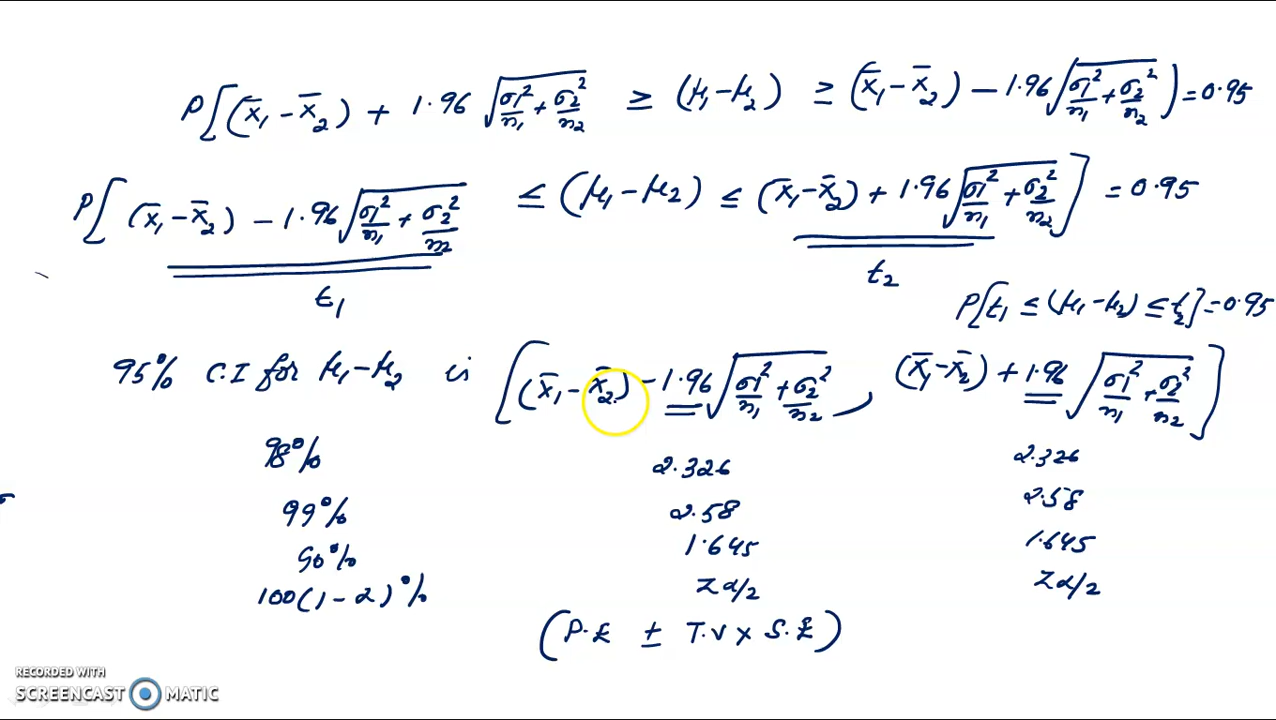 P[(x̄₁ - x̄₂) + 1.96 √(σ₁²/n₁ + σ₂²/n₂) ≥ (μ₁ - μ₂) ≥ (x̄₁ - x̄₂) - 1.96 √(σ₁²/n₁ + σ₂²/n₂)] = 0.95
P[(x̄₁ - x̄₂) - 1.96 √(σ₁²/n₁ + σ₂²/n₂) ≤ (μ₁ - μ₂) ≤ (x̄₁ - x̄₂) + 1.96 √(σ₁²/n₁ + σ₂²/n₂)] = 0.95
t₁ t₂
P[t₁ ≤ (μ₁ - μ₂) ≤ t₂] = 0.95
95% C.I for μ₁ - μ₂ is [(x̄₁ - x̄₂) - 1.96 √(σ₁²/n₁ + σ₂²/n₂), (x̄₁ - x̄₂) + 1.96 √(σ₁²/n₁ + σ₂²/n₂)]
98% 2.326 2.326
99% 2.58 2.58
90% 1.645 1.645
100(1 - α)% Zα/2 Zα/2
(P.E ± T.V × S.E)
RECORDED WITH
SCREENCAST MATIC